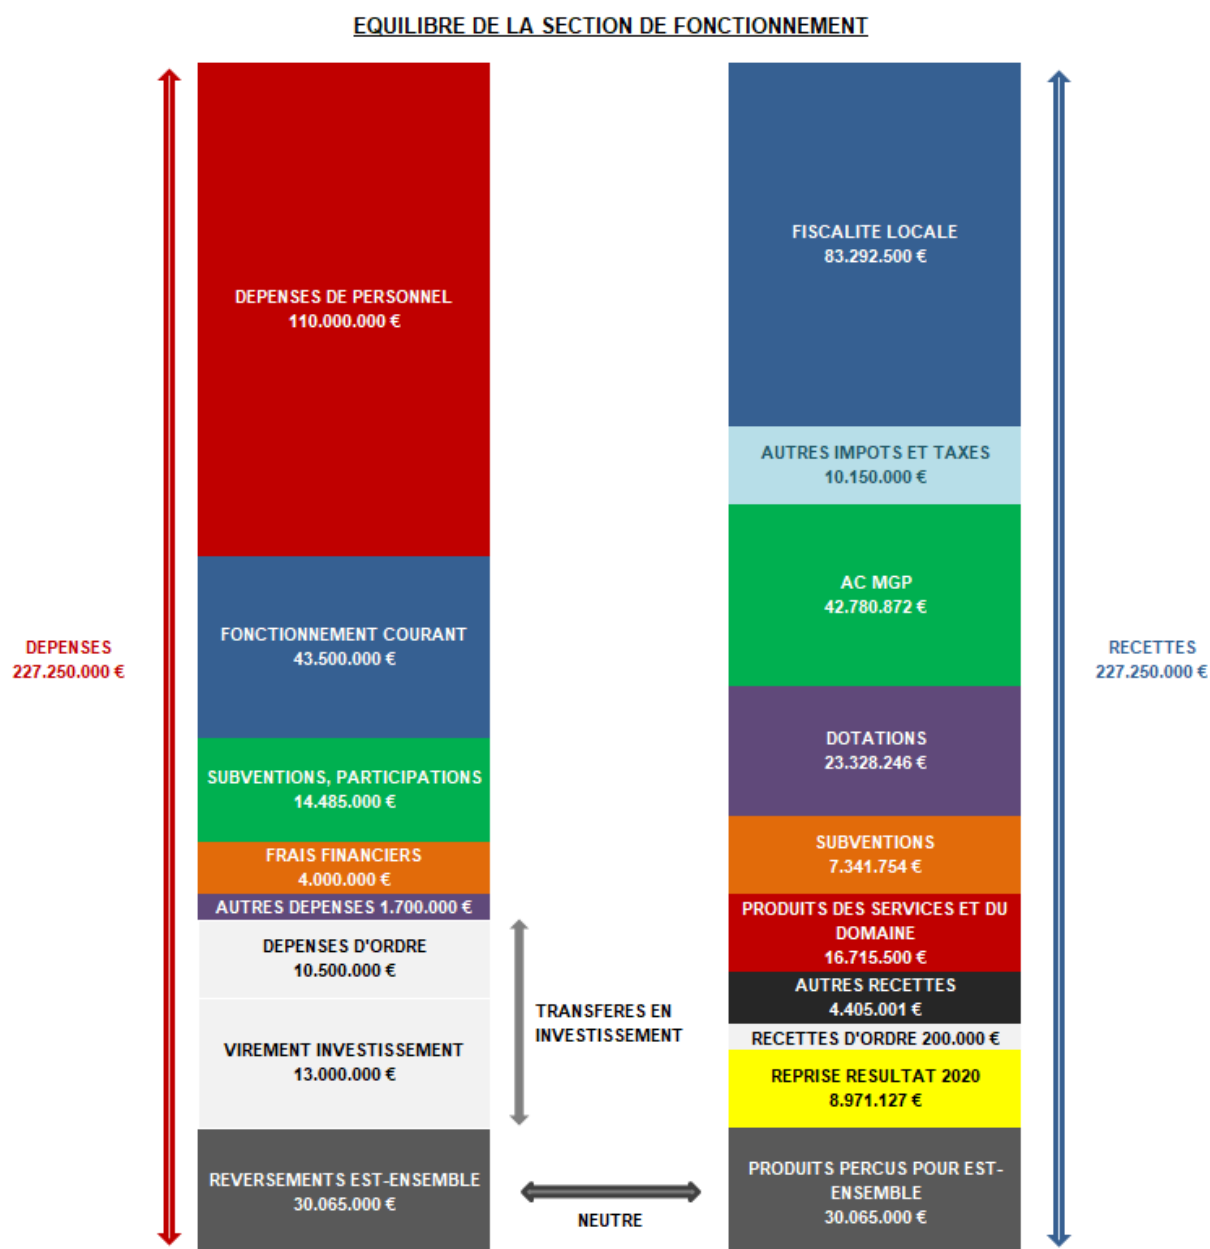 EQUILIBRE DE LA SECTION DE FONCTIONNEMENT
DEPENSES
227.250.000 €
DEPENSES DE PERSONNEL
110.000.000 €
FONCTIONNEMENT COURANT
43.500.000 €
SUBVENTIONS, PARTICIPATIONS
14.485.000 €
FRAIS FINANCIERS
4.000.000 €
AUTRES DEPENSES 1.700.000 €
DEPENSES D'ORDRE
10.500.000 €
VIREMENT INVESTISSEMENT
13.000.000 €
REVERSEMENTS EST-ENSEMBLE
30.065.000 €
TRANSFERES EN
INVESTISSEMENT
NEUTRE
FISCALITE LOCALE
83.292.500 €
AUTRES IMPOTS ET TAXES
10.150.000 €
AC MGP
42.780.872 €
DOTATIONS
23.328.246 €
SUBVENTIONS
7.341.754 €
PRODUITS DES SERVICES ET DU
DOMAINE
16.715.500 €
AUTRES RECETTES
4.405.001 €
RECETTES D'ORDRE 200.000 €
REPRISE RESULTAT 2020
8.971.127 €
PRODUITS PERCUS POUR EST-
ENSEMBLE
30.065.000 €
RECETTES
227.250.000 €